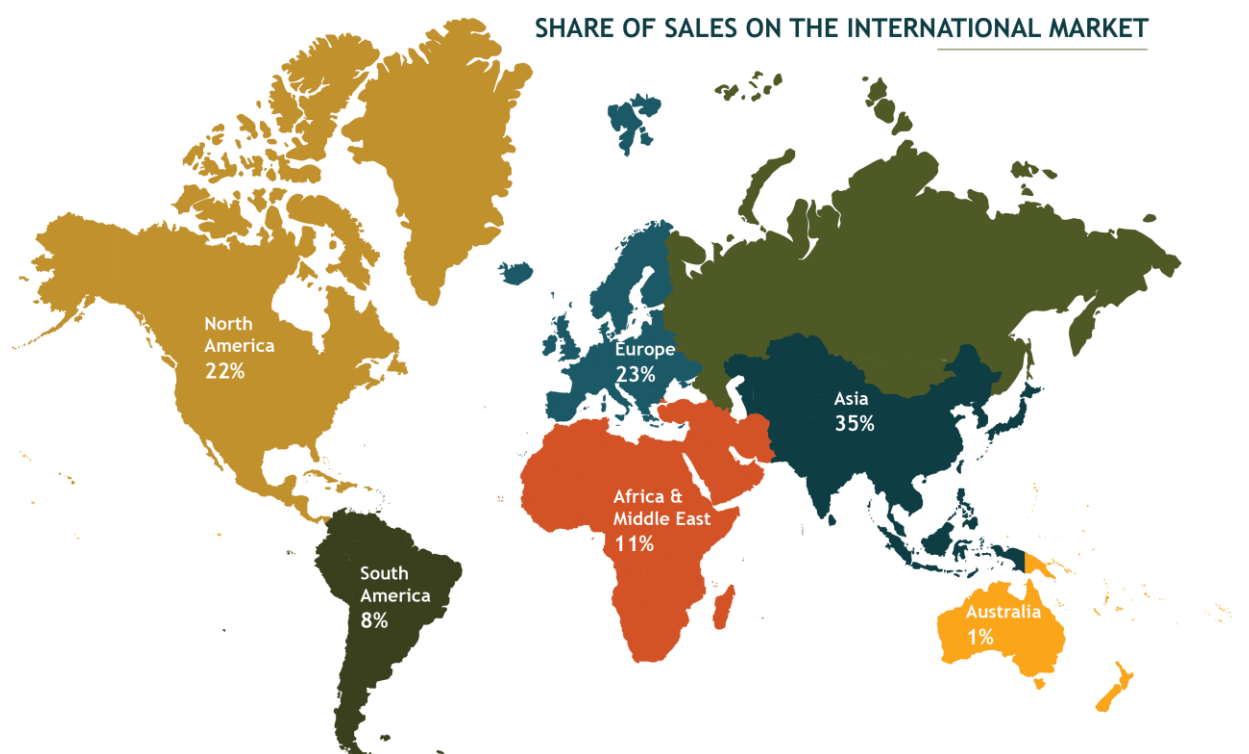 SHARE OF SALES ON THE INTERNATIONAL MARKET
North
America
22%
Europe
23%
Asia
35%
Africa &
Middle East
11%
South
America
8%
Australia
1%